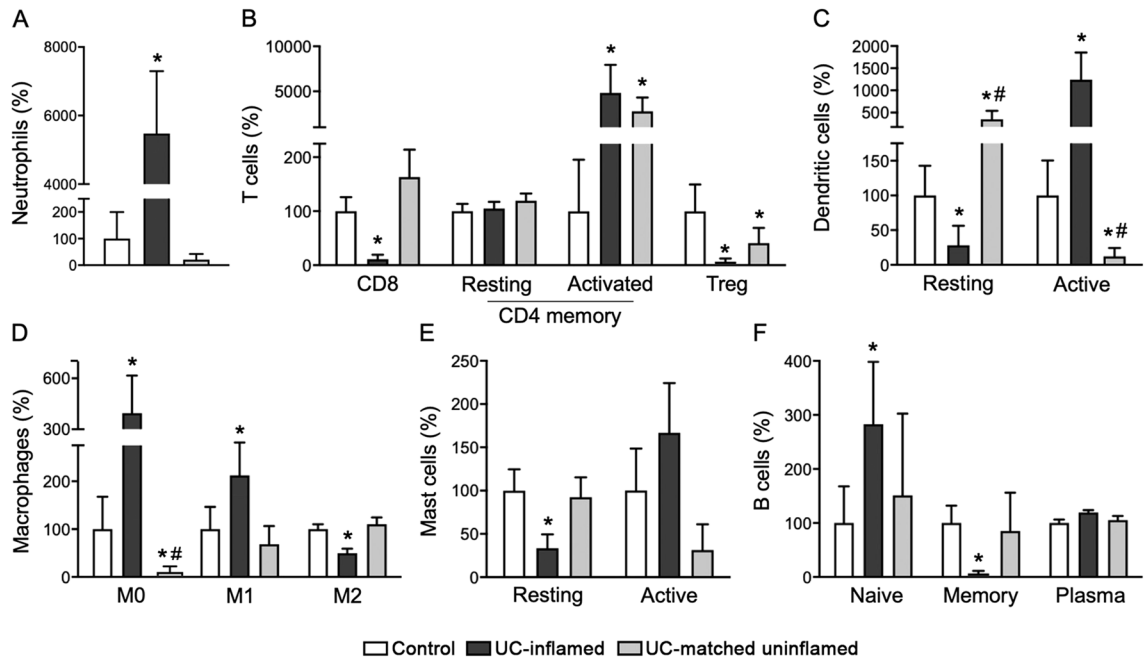 A
Neutrophils (%)
8000
6000
4000
200
100
0
*
B
T cells (%)
10000
5000
200
100
0
*
*
*
*
*
CD8
Resting
Activated
Treg
CD4 memory
C
Dendritic cells (%)
2000
1500
1000
500
150
100
50
0
*
*#
*
*#
Resting
Active
D
Macrophages (%)
600
300
200
100
0
*
*#
*
*
M0
M1
M2
E
Mast cells (%)
250
200
150
100
50
0
*
Resting
Active
F
B cells (%)
400
300
200
100
0
*
*
Naive
Memory
Plasma
Control
UC-inflamed
UC-matched uninflamed